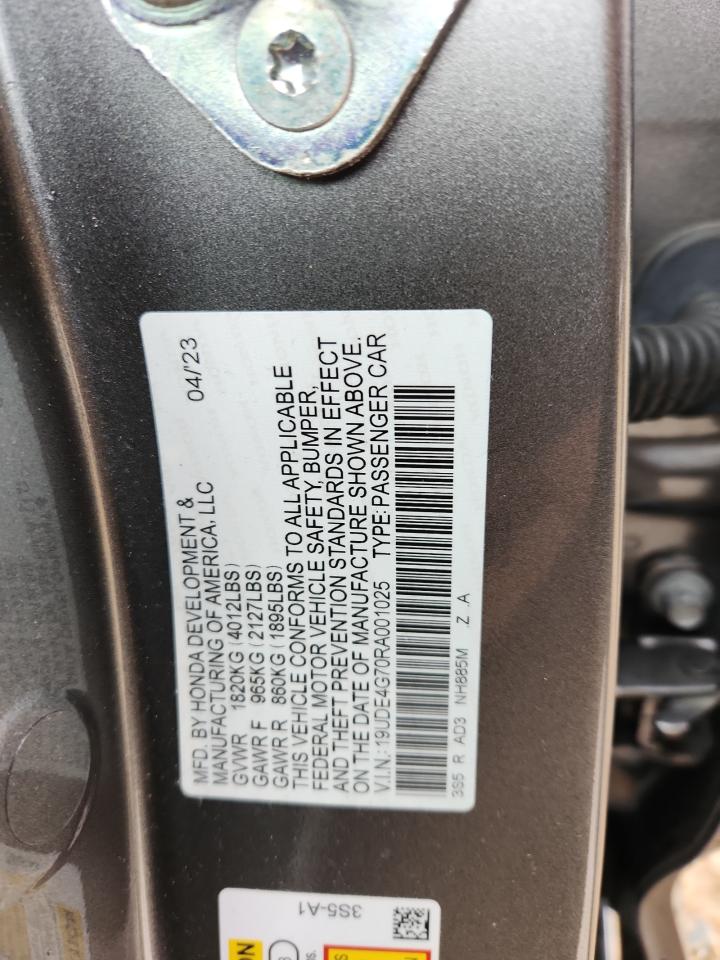 MFD. BY HONDA DEVELOPMENT & 04/'23
MANUFACTURING OF AMERICA, LLC
GVWR 1820KG (4012LBS)
GAWR F 965KG (2127LBS)
GAWR R 860KG (1895LBS)
THIS VEHICLE CONFORMS TO ALL APPLICABLE
FEDERAL MOTOR VEHICLE SAFETY, BUMPER,
AND THEFT PREVENTION STANDARDS IN EFFECT
ON THE DATE OF MANUFACTURE SHOWN ABOVE.
V.I.N.: 19UDE4G70RA001025 TYPE: PASSENGER CAR
3S5 R AD3 NH885M .Z .A
3S5-A1